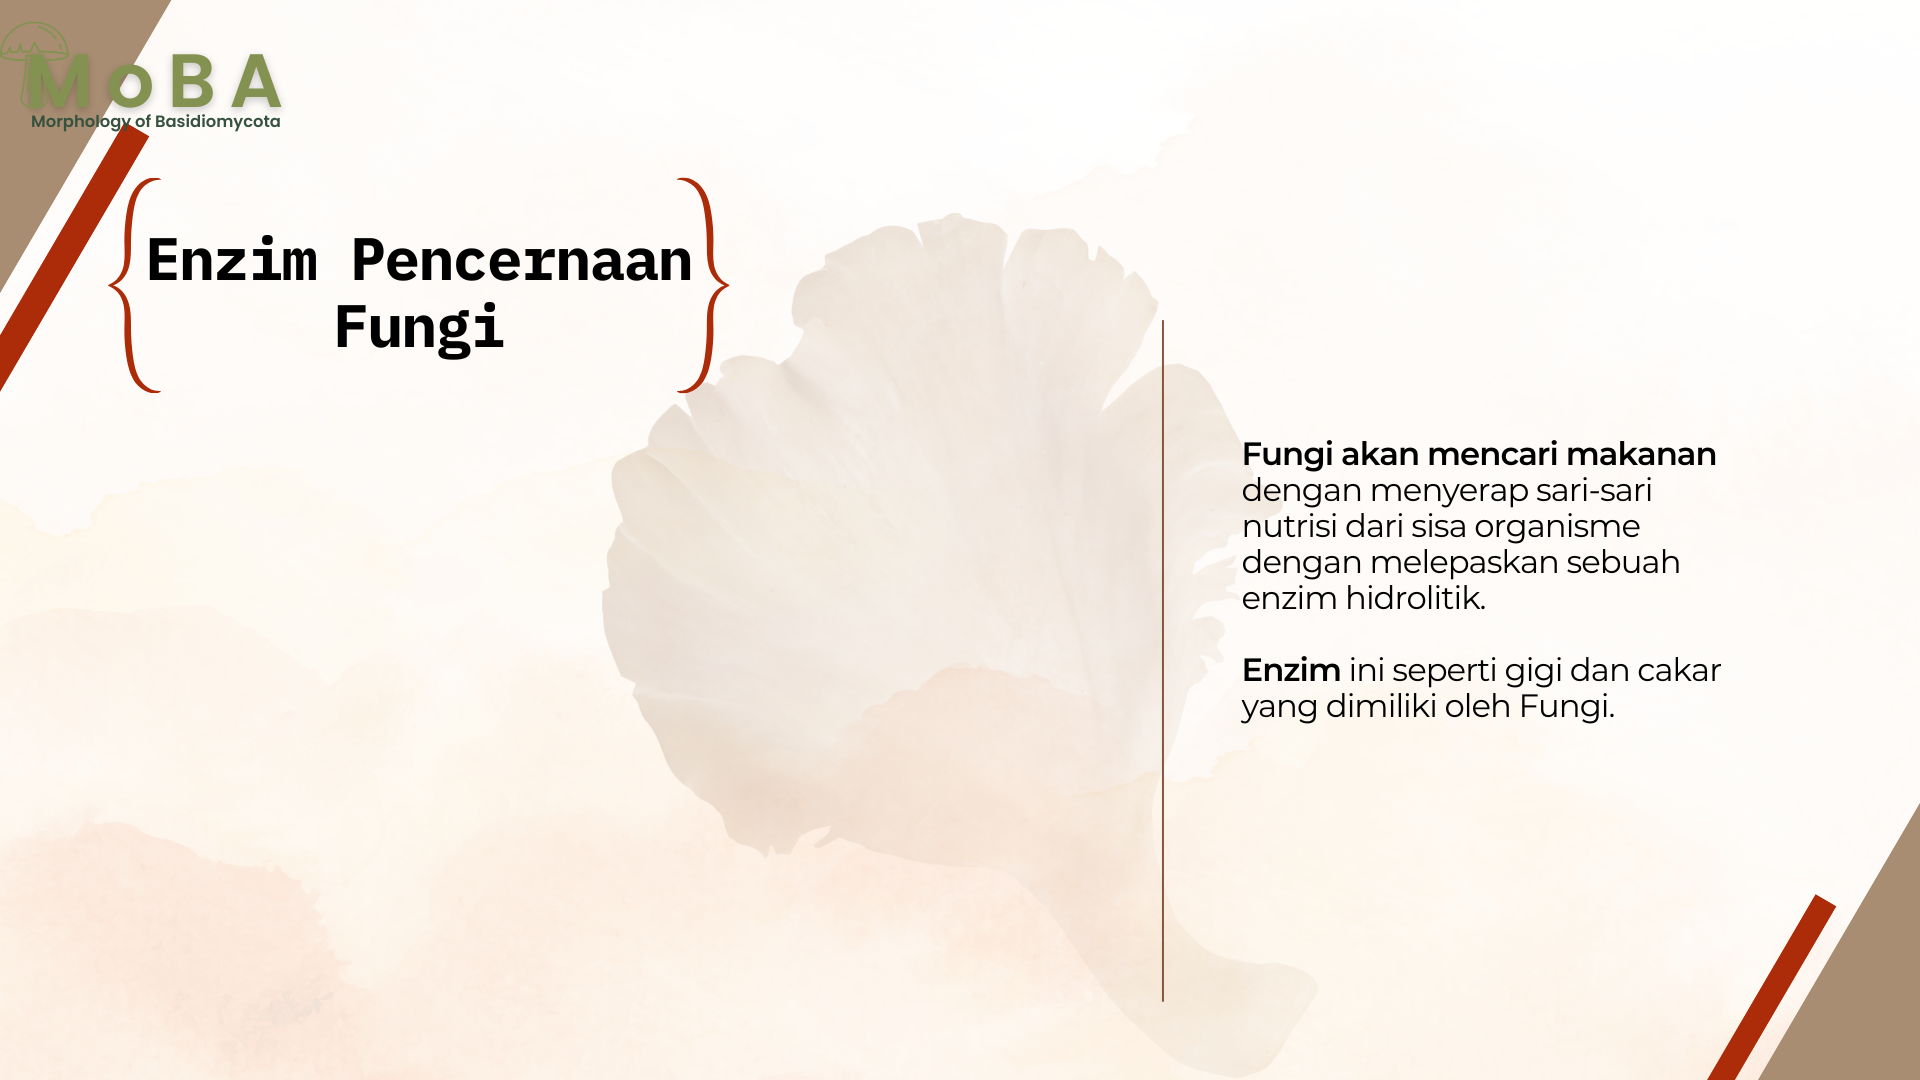 MoBA
Morphology of Basidiomycota
Enzim Pencernaan
Fungi
Fungi akan mencari makanan
dengan menyerap sari-sari
nutrisi dari sisa organisme
dengan melepaskan sebuah
enzim hidrolitik.
Enzim ini seperti gigi dan cakar
yang dimiliki oleh Fungi.